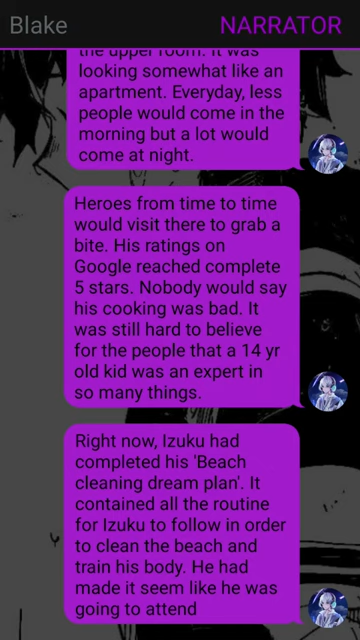 Blake
NARRATOR
the upper room. It was
looking somewhat like an
apartment. Everyday, less
people would come in the
morning but a lot would
come at night.
Heroes from time to time
would visit there to grab a
bite. His ratings on
Google reached complete
5 stars. Nobody would say
his cooking was bad. It
was still hard to believe
for the people that a 14 yr
old kid was an expert in
so many things.
Right now, Izuku had
completed his 'Beach
cleaning dream plan'. It
contained all the routine
for Izuku to follow in order
to clean the beach and
train his body. He had
made it seem like he was
going to attend